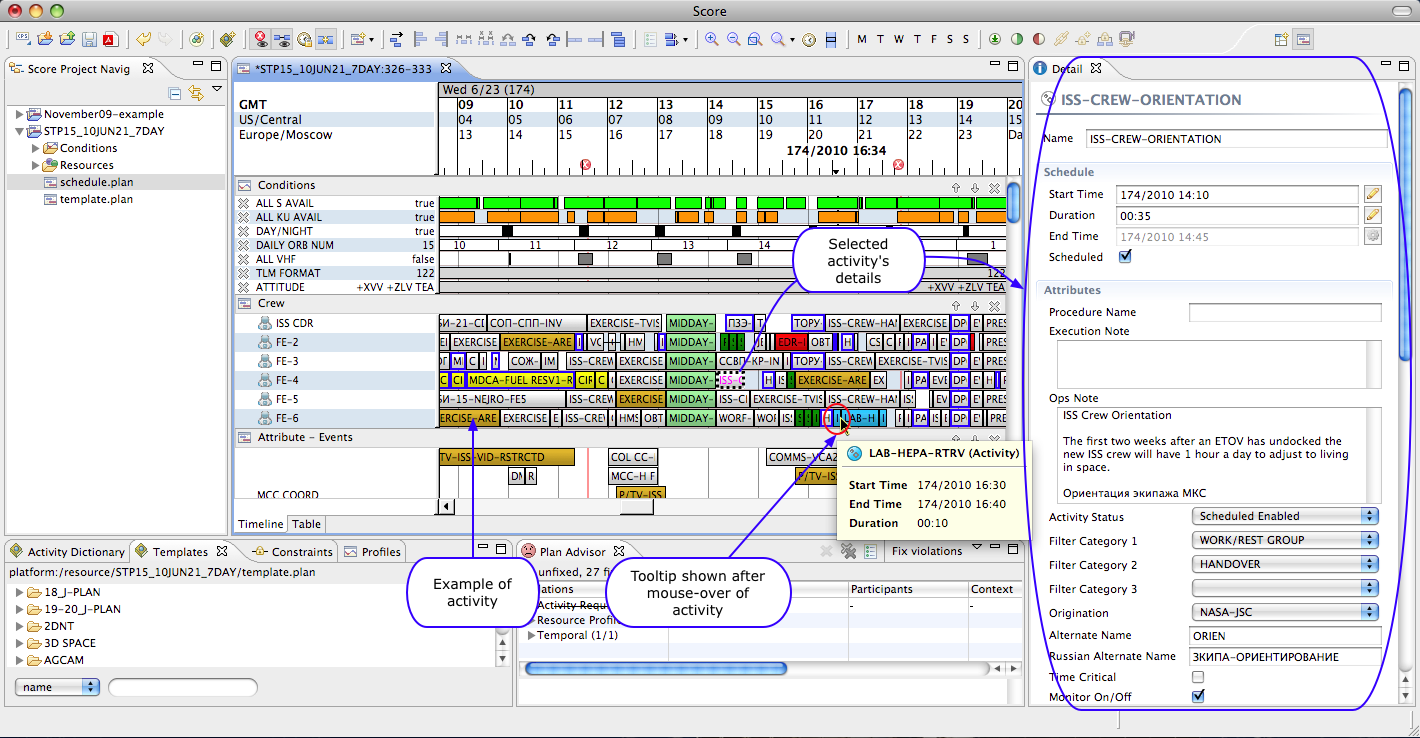 Score
M T W T F S S
Score Project Navig
November09-example
STP15_10JUN21_7DAY
Conditions
Resources
schedule.plan
template.plan
*STP15_10JUN21_7DAY:326-333
Wed 6/23 (174)
GMT 09 10 11 12 13 14 15 16 17 18 19 20
US/Central 04 05 06 07 08 09 10 11 12 13 14 15
Europe/Moscow 13 14 15 16 17 18 19 20 21 22 23 Da
174/2010 16:34
Conditions
ALL S AVAIL true
ALL KU AVAIL true
DAY/NIGHT true
DAILY ORB NUM 15 10 11 12 13 14 1
ALL VHF false
TLM FORMAT 122 122
ATTITUDE +XVV +ZLV TEA +XVV +ZLV TEA
Crew
ISS CDR СОП-СПП-INV EXERCISE-TVIS MIDDAY- ПЗЭ- T ТОРУ- ISS-CREW-HAN EXERCISE DP E PRES
FE-2 EXERCISE EXERCISE-ARE HM MIDDAY- EDR-I OBT H CS PA EV DP PRE
FE-3 MI C СОЖ- IM ISS-CREW EXERCISE MIDDAY- ССВП-КР-IN ТОРУ- ISS-CREW EXERCISE-TVIS DP PRES
FE-4 MDCA-FUEL RESV1-R CIR C EXERCISE MIDDAY- ISS-C H IS EXERCISE-ARE EX PA EVE DP E H PRE
FE-5 БИ-15-NEJRO-FE5 ISS-CREW EXERCISE MIDDAY- ISS-CI EXERCISE-TVIS ISS-CREW-HAN ISS DP E PRES
FE-6 ERCISE-ARE EXERCISE E ISS-CREW HMS OBT MIDDAY- WORF- WOR ISS H LAB-H PA IS E DP E H PRE
Attribute - Events
TV-ISS-VID-RSTRCTD COL CC- COMMS-VCA2
DM R MCC-H F P/TV-IS
MCC COORD P/TV-ISS
Timeline Table
Selected
activity's
details
LAB-HEPA-RTRV (Activity)
Start Time 174/2010 16:30
End Time 174/2010 16:40
Duration 00:10
Example of
activity
Tooltip shown after
mouse-over of
activity
Activity Dictionary Templates Constraints Profiles
platform:/resource/STP15_10JUN21_7DAY/template.plan
18_J-PLAN
19-20_J-PLAN
2DNT
3D SPACE
AGCAM
name
Plan Advisor Fix violations
unfixed, 27 fi
ations Participants Context
Activity Requ - -
Resource Profil
Temporal (1/1)
Detail
ISS-CREW-ORIENTATION
Name ISS-CREW-ORIENTATION
Schedule
Start Time 174/2010 14:10
Duration 00:35
End Time 174/2010 14:45
Scheduled
Attributes
Procedure Name
Execution Note
Ops Note
ISS Crew Orientation
The first two weeks after an ETOV has undocked the
new ISS crew will have 1 hour a day to adjust to living
in space.
Ориентация экипажа МКС
Activity Status Scheduled Enabled
Filter Category 1 WORK/REST GROUP
Filter Category 2 HANDOVER
Filter Category 3
Origination NASA-JSC
Alternate Name ORIEN
Russian Alternate Name ЭКИПА-ОРИЕНТИРОВАНИЕ
Time Critical
Monitor On/Off